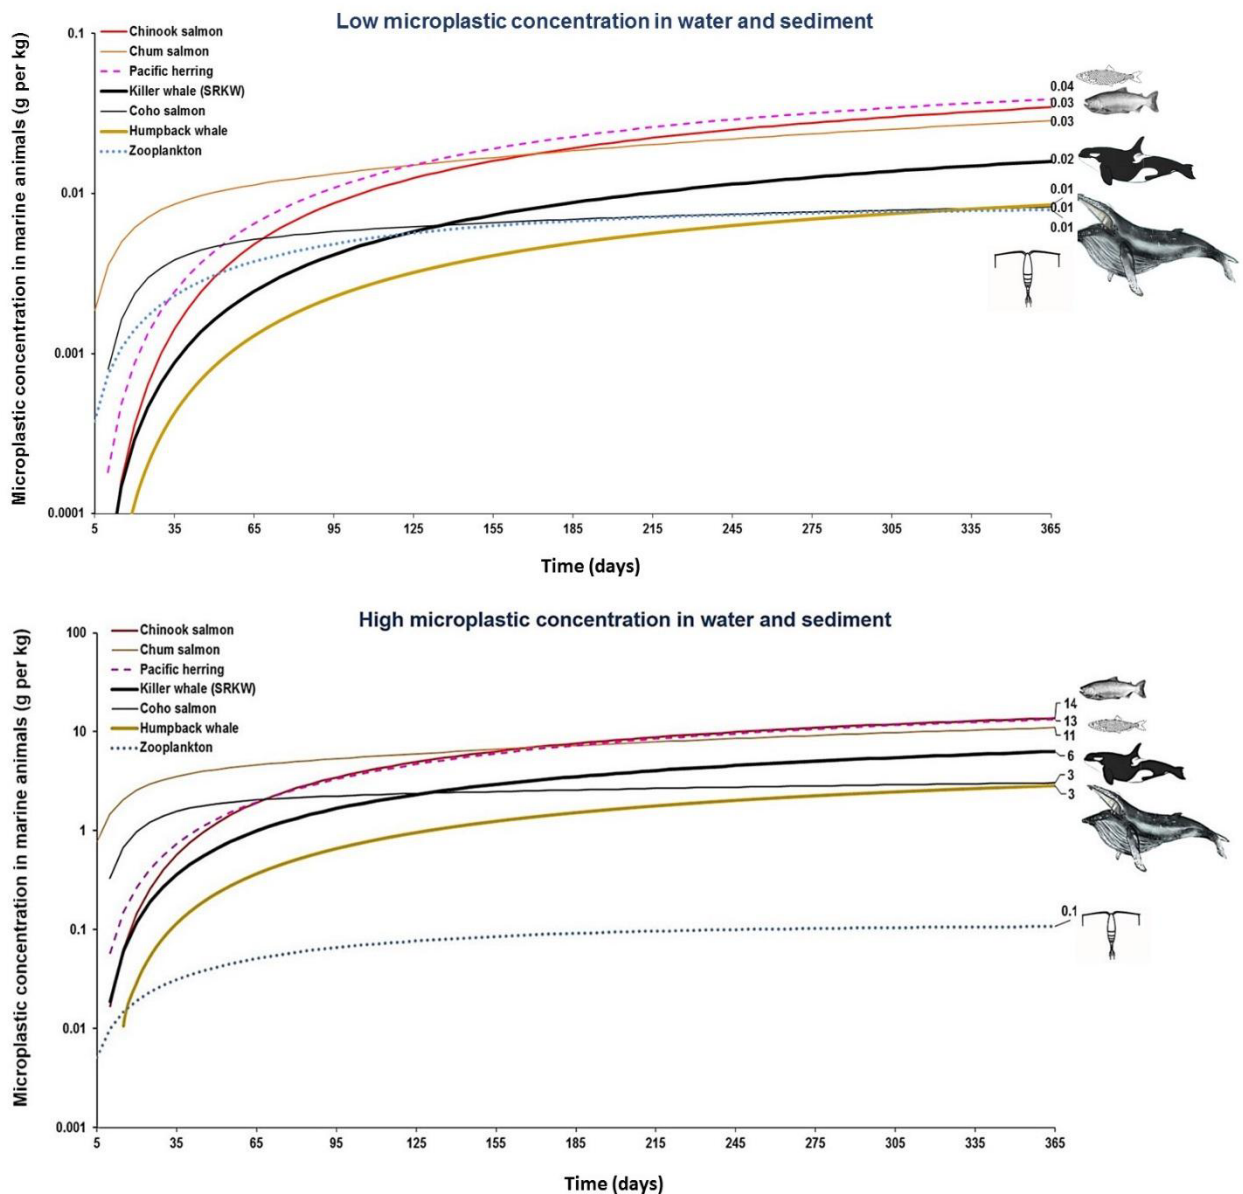 Low microplastic concentration in water and sediment
Microplastic concentration in marine animals (g per kg)
0.1
0.01
0.001
0.0001
Chinook salmon
Chum salmon
Pacific herring
Killer whale (SRKW)
Coho salmon
Humpback whale
Zooplankton
0.04
0.03
0.03
0.02
0.01
0.01
0.01
5 35 65 95 125 155 185 215 245 275 305 335 365
Time (days)
High microplastic concentration in water and sediment
Microplastic concentration in marine animals (g per kg)
100
10
1
0.1
0.01
0.001
Chinook salmon
Chum salmon
Pacific herring
Killer whale (SRKW)
Coho salmon
Humpback whale
Zooplankton
14
13
11
6
3
3
0.1
5 35 65 95 125 155 185 215 245 275 305 335 365
Time (days)